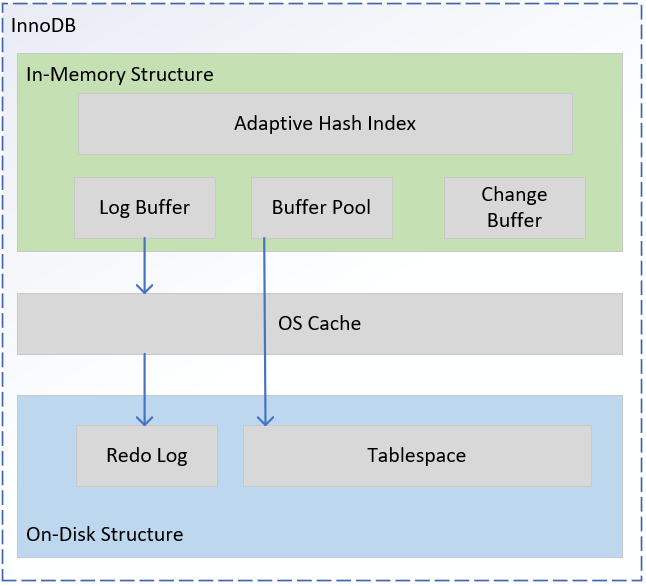 InnoDB
In-Memory Structure
Adaptive Hash Index
Log Buffer
Buffer Pool
Change
Buffer
OS Cache
Redo Log
Tablespace
On-Disk Structure